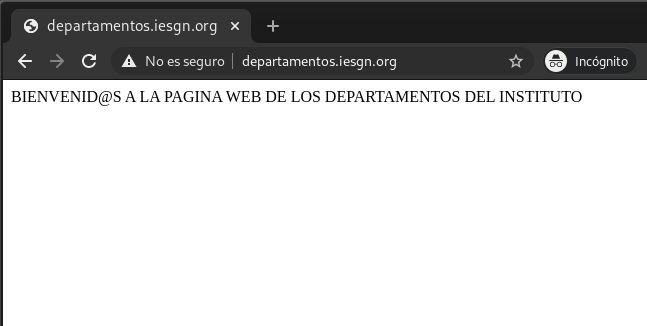 departamentos.iesgn.org
No es seguro departamentos.iesgn.org Incógnito
BIENVENID@S A LA PAGINA WEB DE LOS DEPARTAMENTOS DEL INSTITUTO